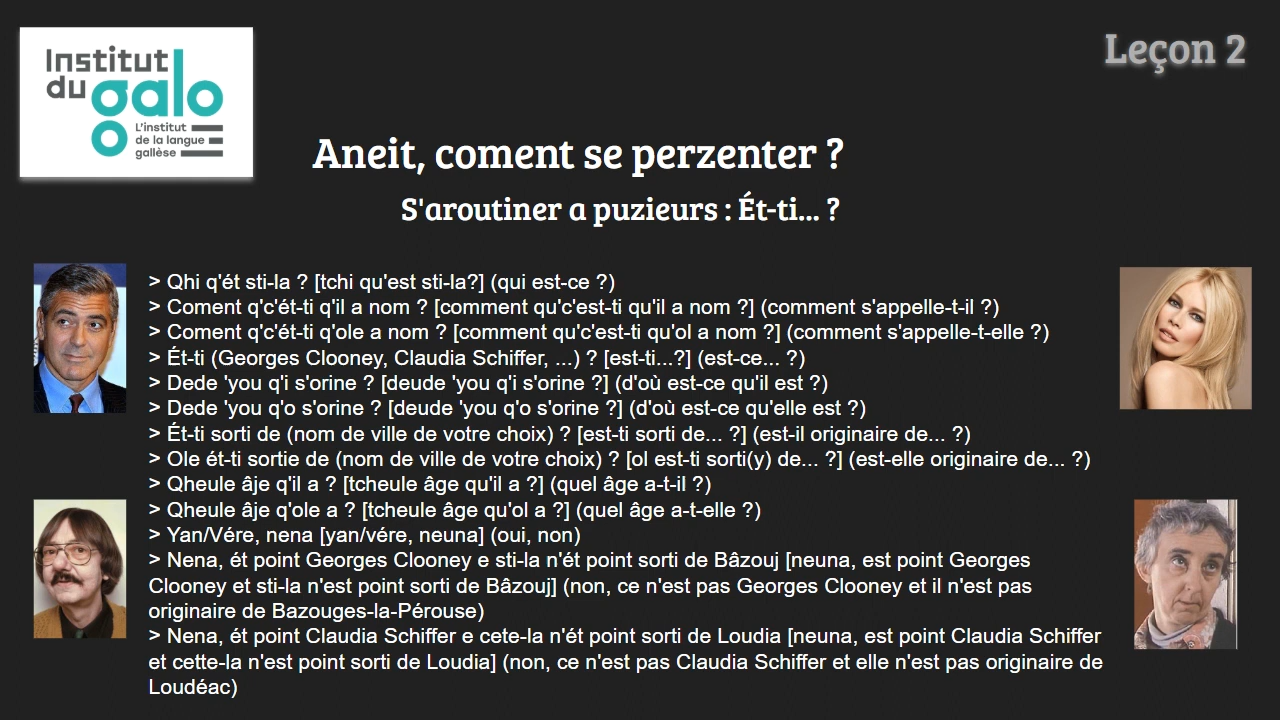 Institut
du galo
L'institut
de la langue
gallèse
Leçon 2
Aneit, coment se perzenter ?
S'aroutiner a puzieurs : Ét-ti... ?
> Qhi q'ét sti-la ? [tchi qu'est sti-la?] (qui est-ce ?)
> Coment q'c'ét-ti q'il a nom ? [comment qu'c'est-ti qu'il a nom ?] (comment s'appelle-t-il ?)
> Coment q'c'ét-ti q'ole a nom ? [comment qu'c'est-ti qu'ol a nom ?] (comment s'appelle-t-elle ?)
> Ét-ti (Georges Clooney, Claudia Schiffer, ...) ? [est-ti...?] (est-ce... ?)
> Dede 'you q'i s'orine ? [deude 'you q'i s'orine ?] (d'où est-ce qu'il est ?)
> Dede 'you q'o s'orine ? [deude 'you q'o s'orine ?] (d'où est-ce qu'elle est ?)
> Ét-ti sorti de (nom de ville de votre choix) ? [est-ti sorti de... ?] (est-il originaire de... ?)
> Ole ét-ti sortie de (nom de ville de votre choix) ? [ol est-ti sorti(y) de... ?] (est-elle originaire de... ?)
> Qheule âje q'il a ? [tcheule âge qu'il a ?] (quel âge a-t-il ?)
> Qheule âje q'ole a ? [tcheule âge qu'ol a ?] (quel âge a-t-elle ?)
> Yan/Vére, nena [yan/vére, neuna] (oui, non)
> Nena, ét point Georges Clooney e sti-la n'ét point sorti de Bâzouj [neuna, est point Georges
Clooney et sti-la n'est point sorti de Bâzouj] (non, ce n'est pas Georges Clooney et il n'est pas
originaire de Bazouges-la-Pérouse)
> Nena, ét point Claudia Schiffer e cete-la n'ét point sorti de Loudia [neuna, est point Claudia Schiffer
et cette-la n'est point sorti de Loudia] (non, ce n'est pas Claudia Schiffer et elle n'est pas originaire de
Loudéac)